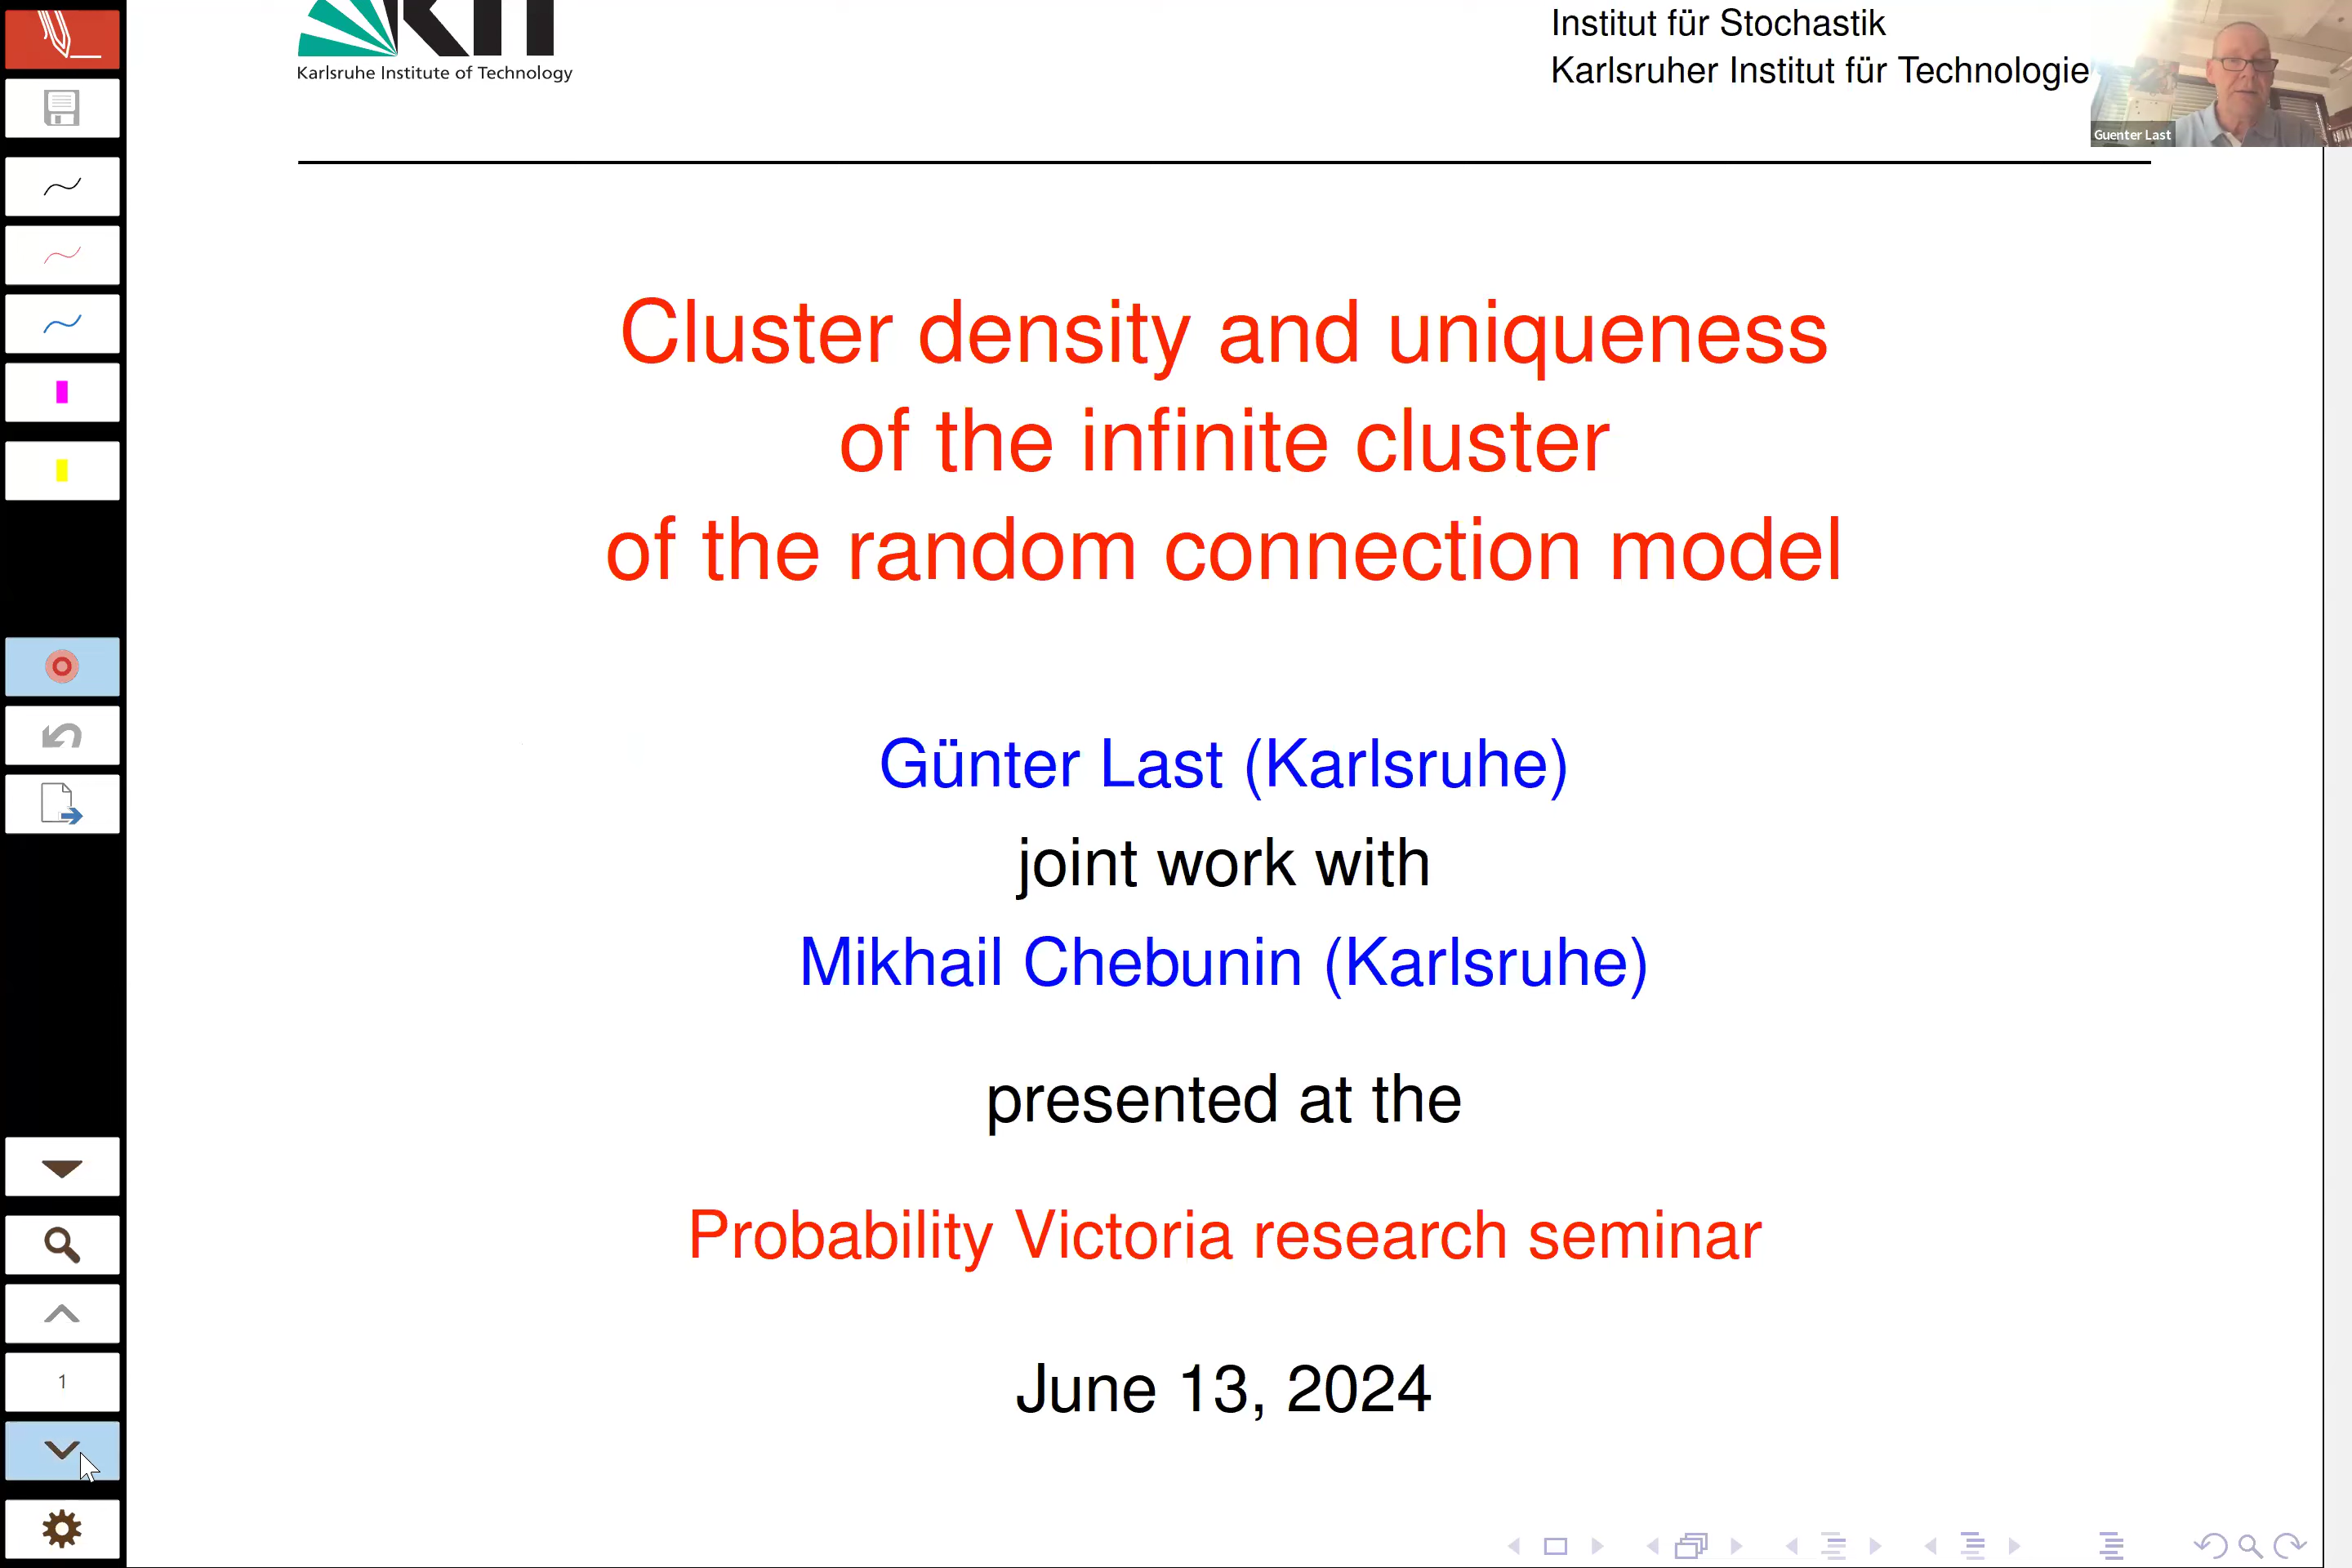 KIT
Karlsruhe Institute of Technology
Institut für Stochastik
Karlsruher Institut für Technologie
Guenter Last
Cluster density and uniqueness
of the infinite cluster
of the random connection model
Günter Last (Karlsruhe)
joint work with
Mikhail Chebunin (Karlsruhe)
presented at the
Probability Victoria research seminar
June 13, 2024
1